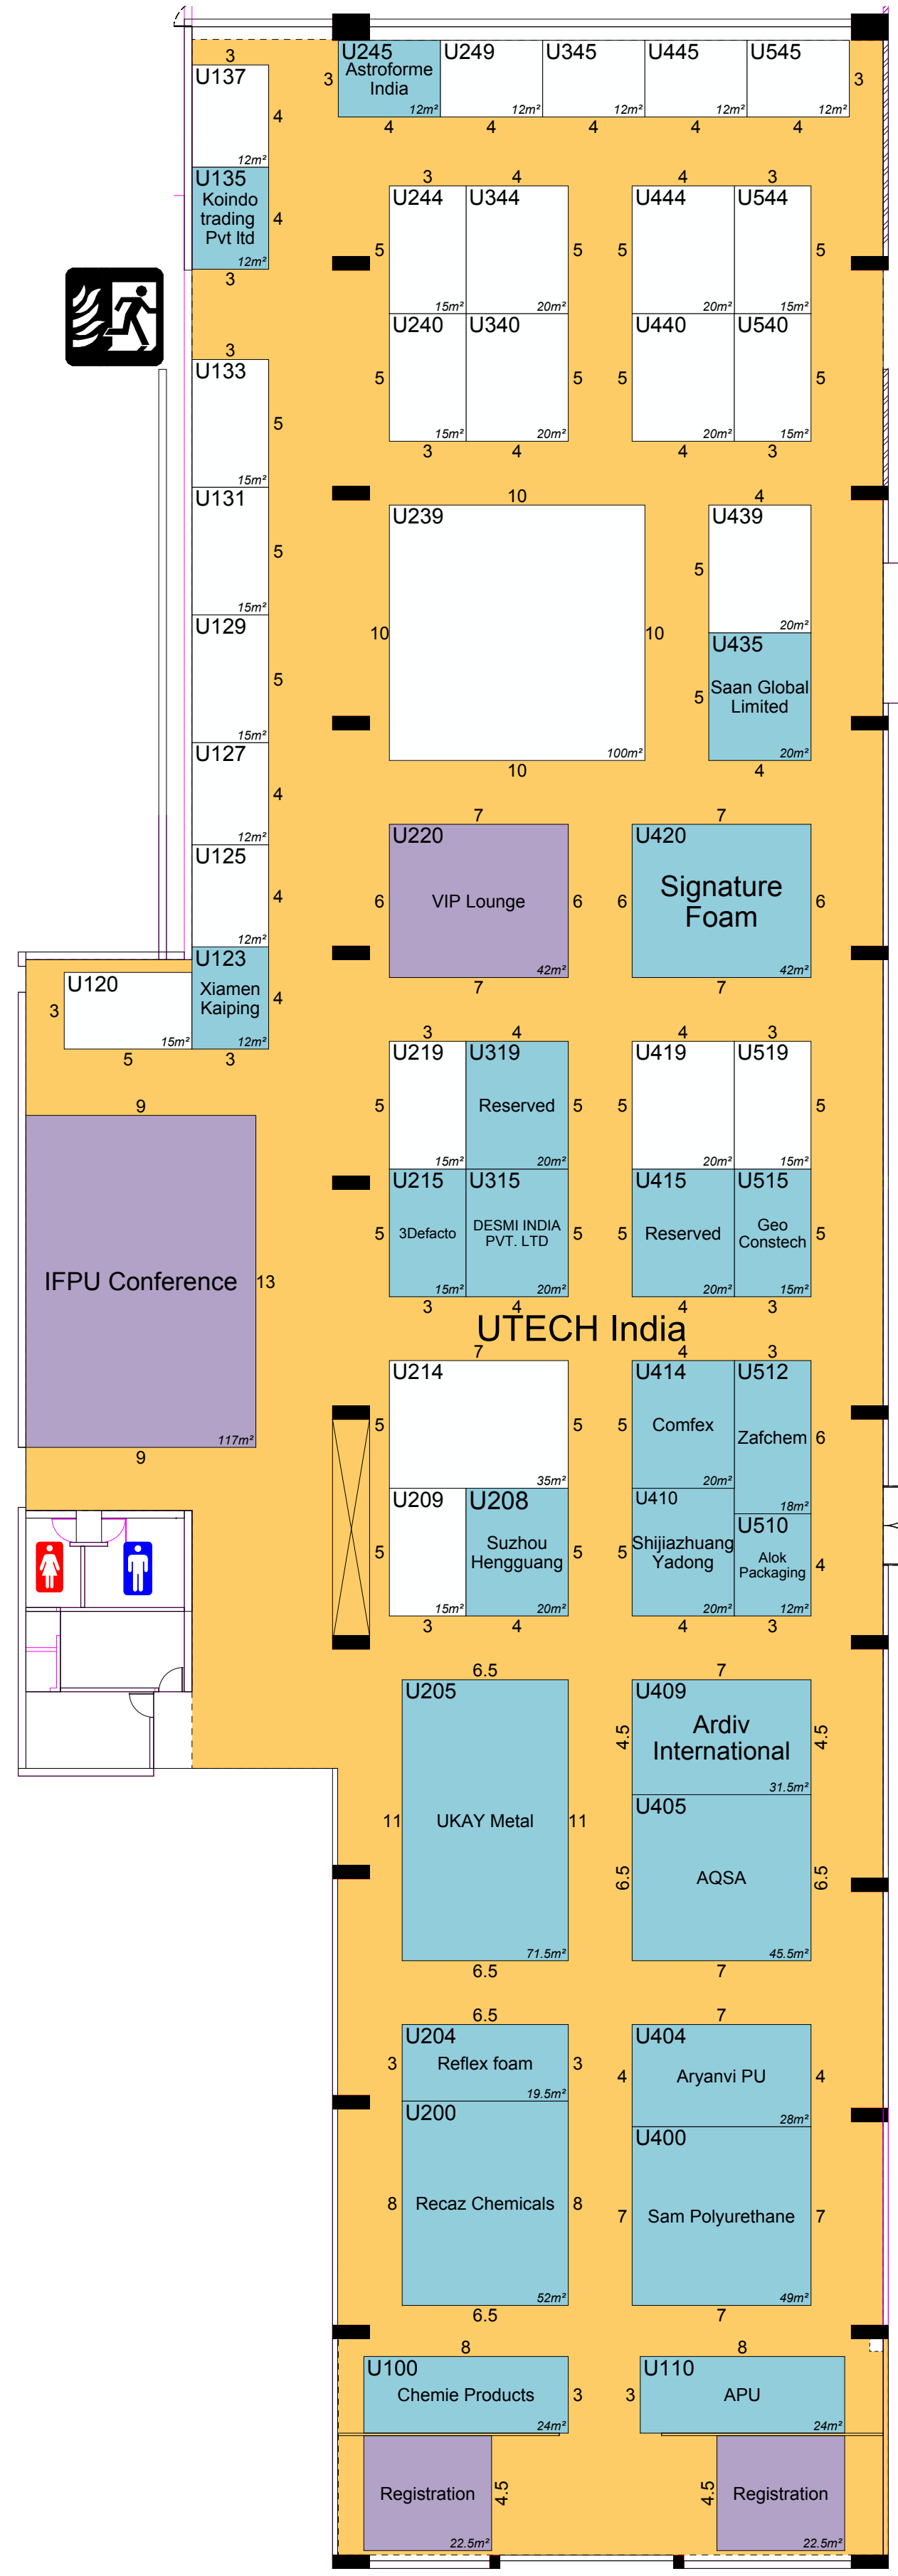 3
U137
4
12m²
U135
Koindo
trading
Pvt ltd
4
12m²
3
3
U245
Astroforme
India
12m²
4
U249
12m²
4
U345
12m²
4
U445
12m²
4
U545
12m²
4
3
3 4
U244 U344
5 5
15m² 20m²
U240 U340
5 5
15m² 20m²
3 4
4 3
U444 U544
5 5
20m² 15m²
U440 U540
5 5
20m² 15m²
4 3
3
U133
5
15m²
U131
5
15m²
U129
5
15m²
U127
4
12m²
U125
4
12m²
U123
Xiamen
Kaiping
4
12m²
3
U120
3
15m²
5
10
U239
10 10
100m²
10
4
U439
5
20m²
U435
Saan Global
Limited
5
20m²
4
7
U220
6 VIP Lounge 6
42m²
7
7
U420
Signature
Foam
6 6
42m²
7
9
IFPU Conference
13
117m²
9
3 4
U219 U319
5 Reserved 5
15m² 20m²
U215 U315
5 3Defacto
DESMI INDIA
PVT. LTD
5
15m² 20m²
3 4
4 3
U419 U519
5 5
20m² 15m²
U415 U515
5 Reserved
Geo
Constech
5
20m² 15m²
4 3
UTECH India
7
U214
5 5
35m²
U209 U208
5
Suzhou
Hengguang
5
15m² 20m²
3 4
4 3
U414 U512
5 Comfex
Zafchem 6
20m²
18m²
U410
Shijiazhuang
Yadong
5
20m²
4
U510
Alok
Packaging
4
12m²
3
6.5
U205
11 UKAY Metal 11
71.5m²
6.5
7
U409
Ardiv
International
4.5 4.5
31.5m²
U405
AQSA
6.5 6.5
45.5m²
7
6.5
U204
3 Reflex foam 3
19.5m²
U200
8 Recaz Chemicals 8
52m²
6.5
7
U404
4 Aryanvi PU 4
28m²
U400
7 Sam Polyurethane 7
49m²
7
8
U100
Chemie Products 3
24m²
8
U110
3 APU
24m²
Registration
4.5
22.5m²
4.5
Registration
22.5m²